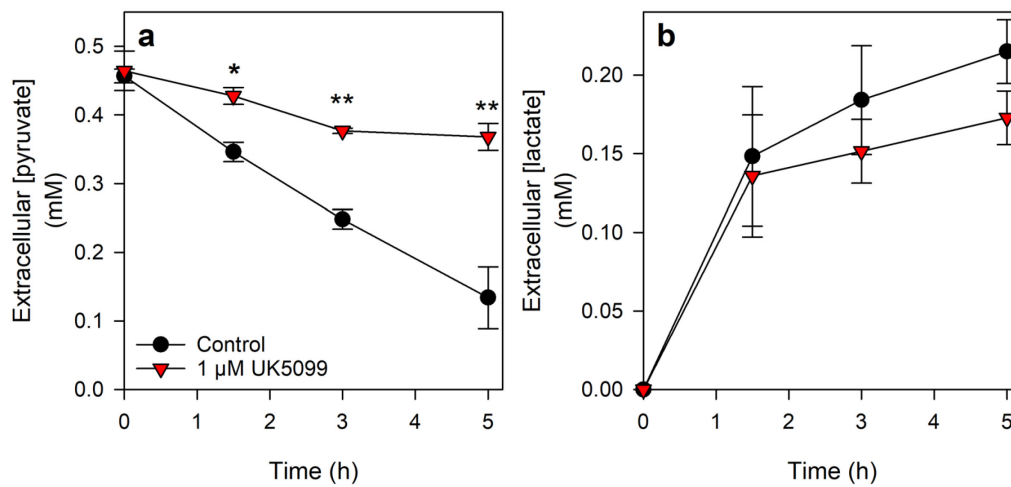 a
b
Extracellular [pyruvate]
(mM)
0.5
0.4
0.3
0.2
0.1
0.0
*
**
**
Control
1 µM UK5099
0 1 2 3 4 5
Time (h)
Extracellular [lactate]
(mM)
0.20
0.15
0.10
0.05
0.00
0 1 2 3 4 5
Time (h)